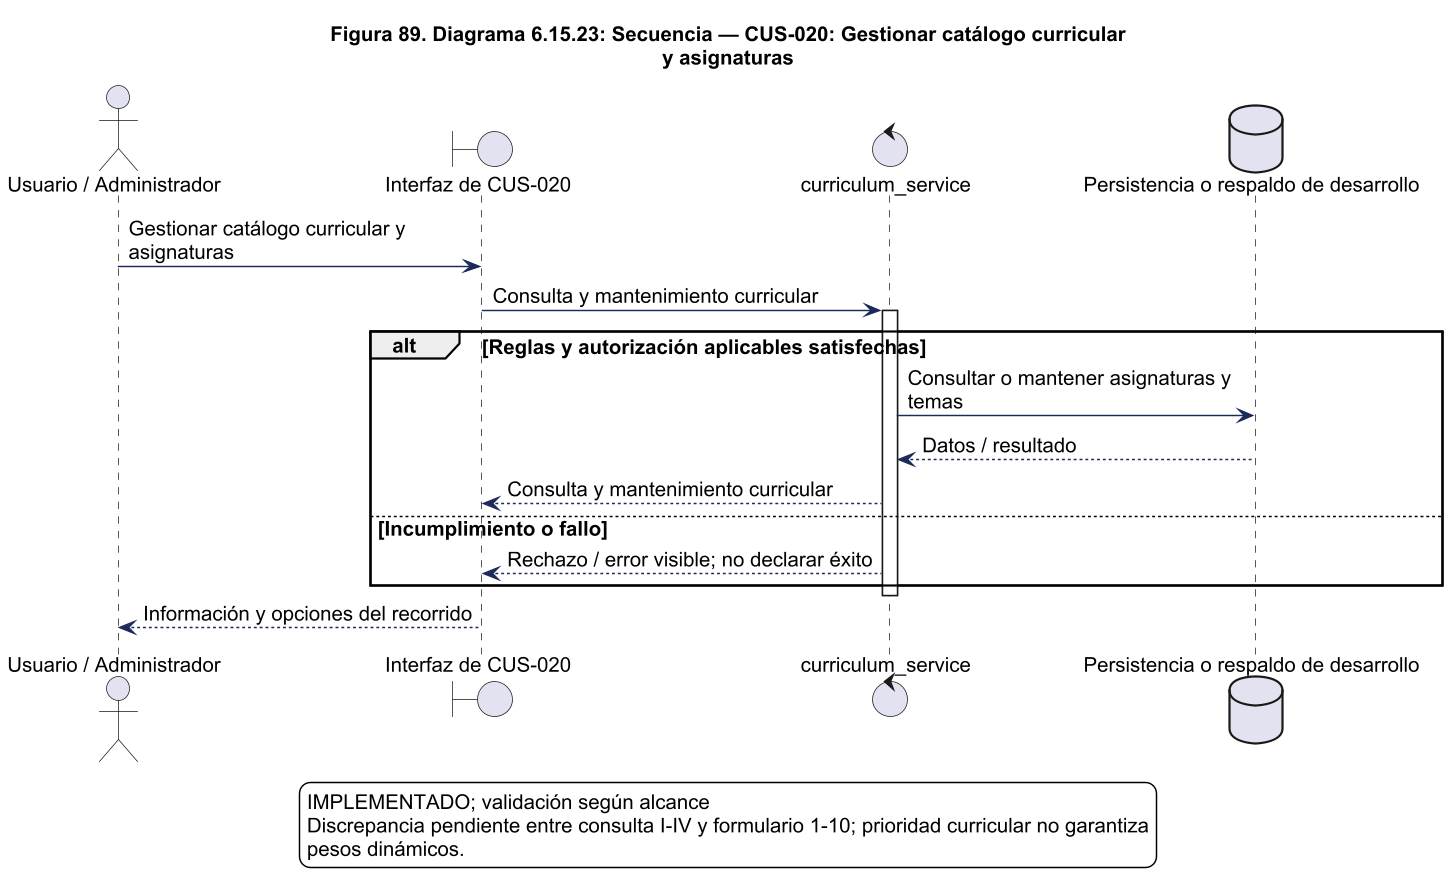 Figura 89. Diagrama 6.15.23: Secuencia — CUS-020: Gestionar catálogo curricular
y asignaturas
Usuario / Administrador
Interfaz de CUS-020
curriculum_service
Persistencia o respaldo de desarrollo
Gestionar catálogo curricular y
asignaturas
Consulta y mantenimiento curricular
alt
[Reglas y autorización aplicables satisfechas]
Consultar o mantener asignaturas y
temas
Datos / resultado
Consulta y mantenimiento curricular
[Incumplimiento o fallo]
Rechazo / error visible; no declarar éxito
Información y opciones del recorrido
Usuario / Administrador
Interfaz de CUS-020
curriculum_service
Persistencia o respaldo de desarrollo
IMPLEMENTADO; validación según alcance
Discrepancia pendiente entre consulta I-IV y formulario 1-10; prioridad curricular no garantiza
pesos dinámicos.